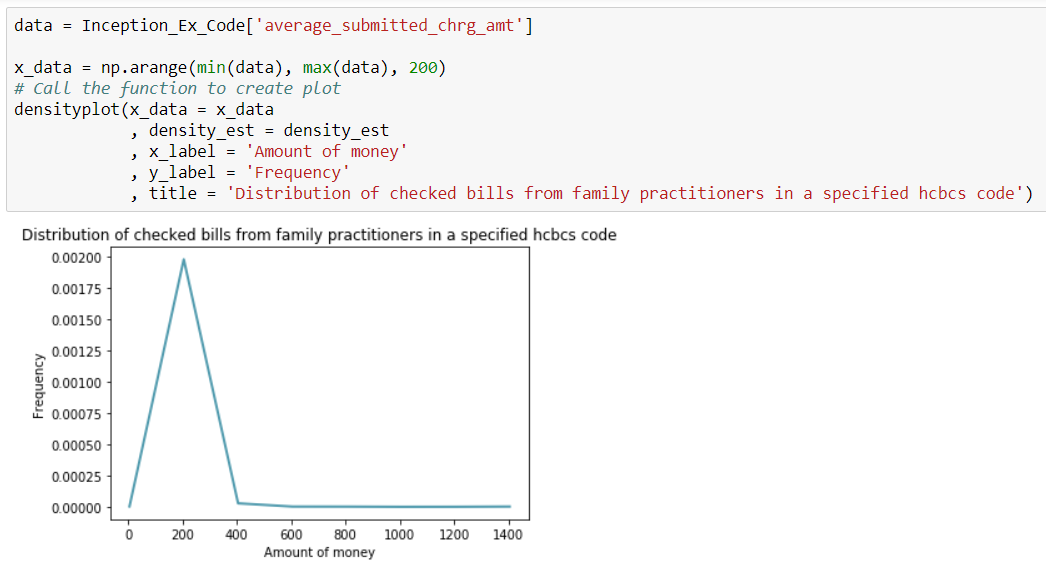 data = Inception_Ex_Code['average_submitted_chrg_amt']
x_data = np.arange(min(data), max(data), 200)
# Call the function to create plot
densityplot(x_data = x_data
, density_est = density_est
, x_label = 'Amount of money'
, y_label = 'Frequency'
, title = 'Distribution of checked bills from family practitioners in a specified hcbcs code')
Distribution of checked bills from family practitioners in a specified hcbcs code
0.00200
0.00175
0.00150
0.00125
0.00100
0.00075
0.00050
0.00025
0.00000
Frequency
0 200 400 600 800 1000 1200 1400
Amount of money